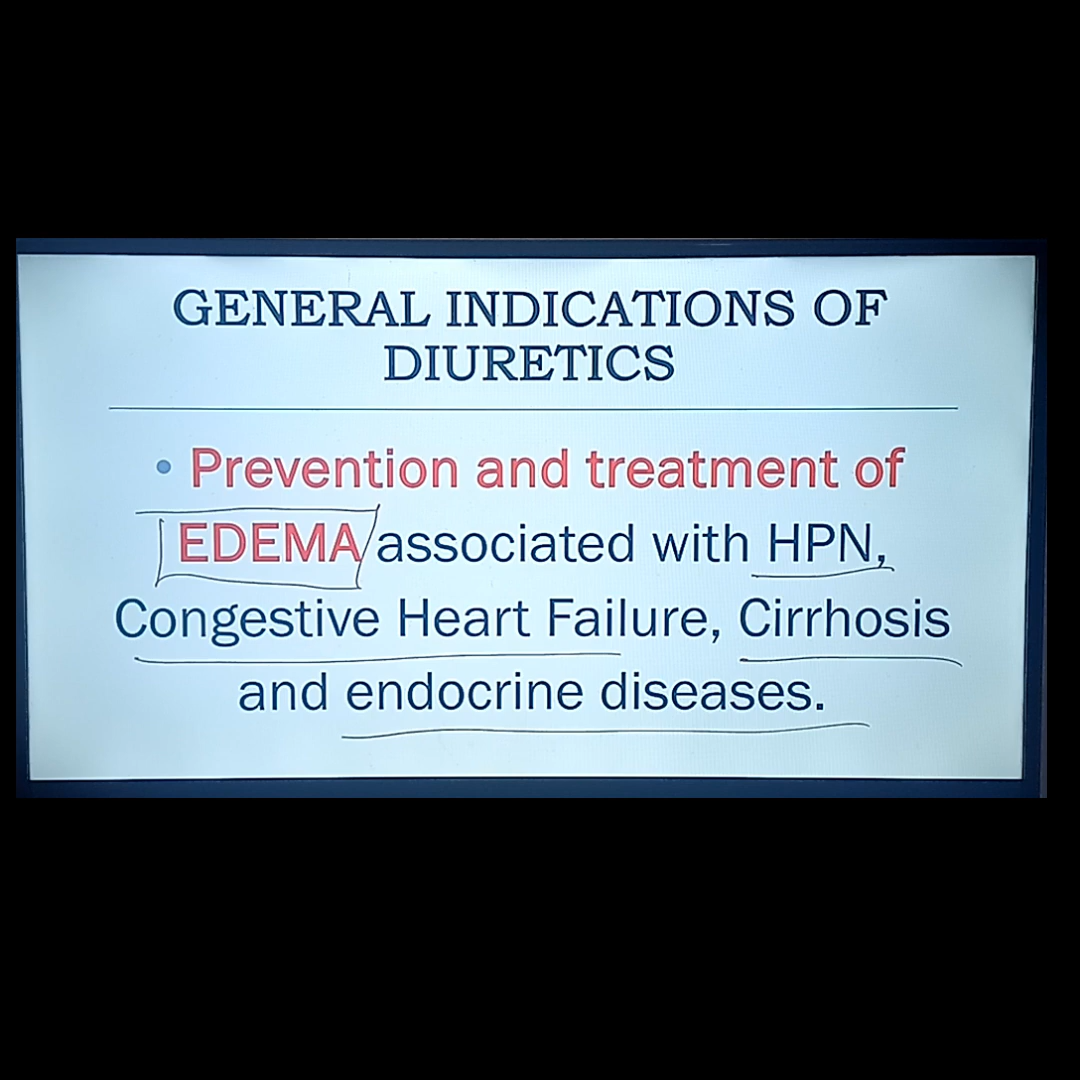 GENERAL INDICATIONS OF
DIURETICS
• Prevention and treatment of
EDEMA associated with HPN,
Congestive Heart Failure, Cirrhosis
and endocrine diseases.